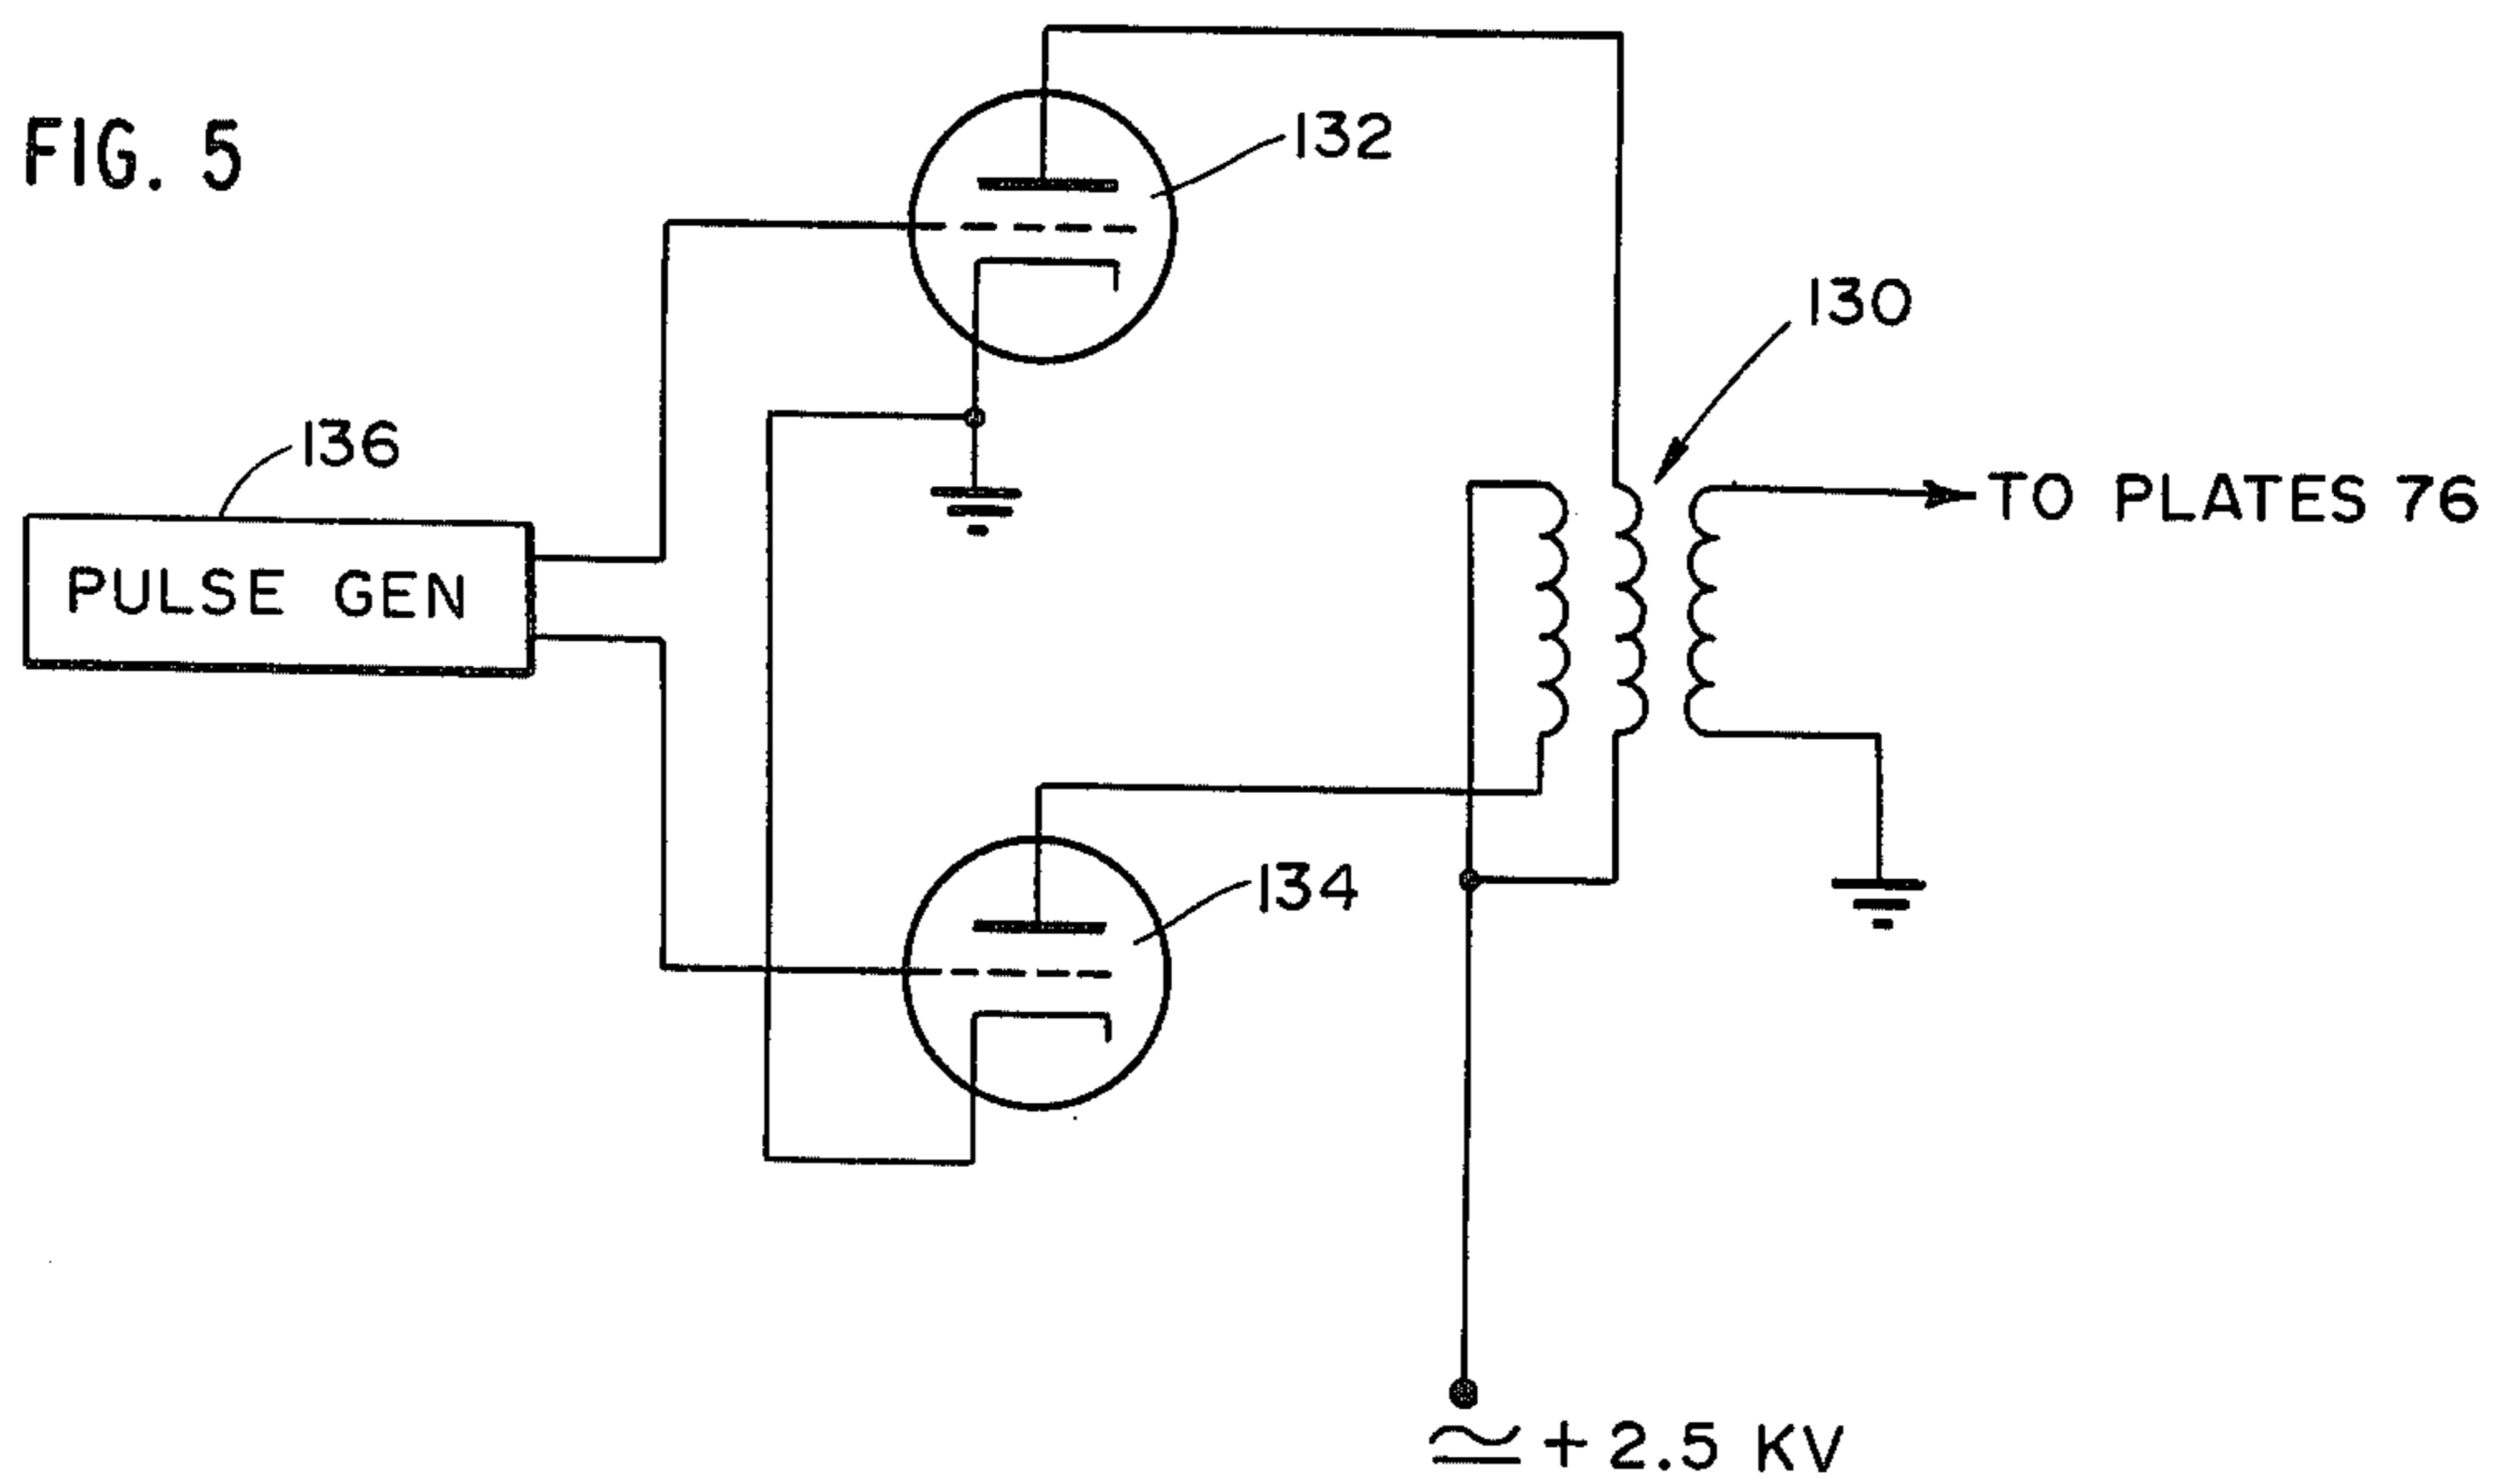 FIG. 5
132
130
136
PULSE GEN
TO PLATES 76
134
≃ + 2.5 KV